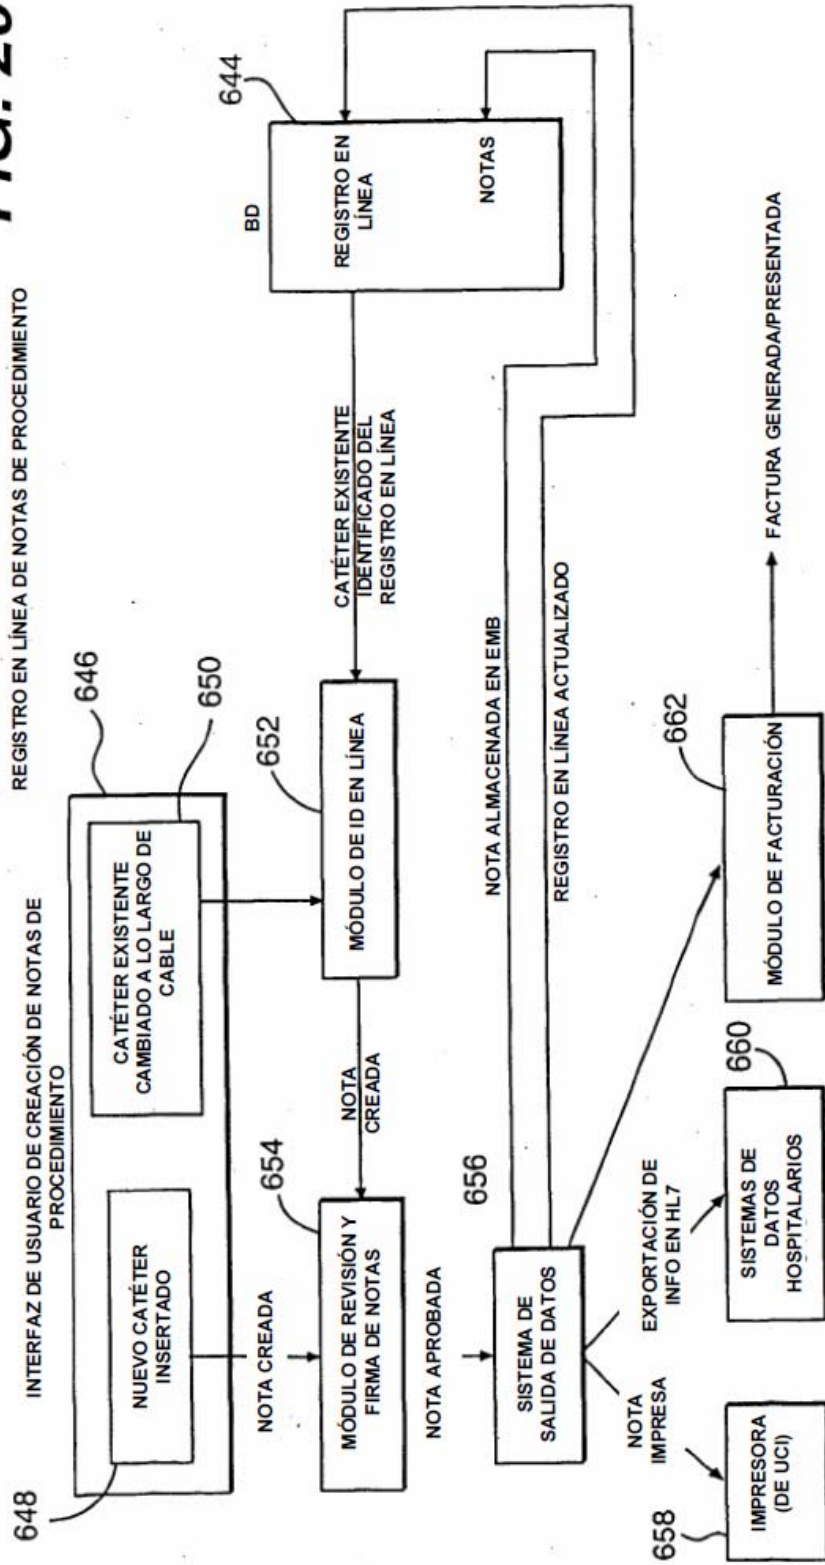 REGISTRO EN LÍNEA DE NOTAS DE PROCEDIMIENTO
INTERFAZ DE USUARIO DE CREACIÓN DE NOTAS DE
PROCEDIMIENTO
646
648
NUEVO CATÉTER
INSERTADO
650
CATÉTER EXISTENTE
CAMBIADO A LO LARGO DE
CABLE
644
BD
REGISTRO EN
LÍNEA
NOTAS
NOTA CREADA
652
MÓDULO DE ID EN LÍNEA
CATÉTER EXISTENTE
IDENTIFICADO DEL
REGISTRO EN LÍNEA
654
MÓDULO DE REVISIÓN Y
FIRMA DE NOTAS
NOTA
CREADA
NOTA APROBADA
656
SISTEMA DE
SALIDA DE DATOS
NOTA ALMACENADA EN EMB
REGISTRO EN LÍNEA ACTUALIZADO
NOTA
IMPRESA
EXPORTACIÓN DE
INFO EN HL7
658
IMPRESORA
(DE UCI)
660
SISTEMAS DE
DATOS
HOSPITALARIOS
662
MÓDULO DE FACTURACIÓN
FACTURA GENERADA/PRESENTADA